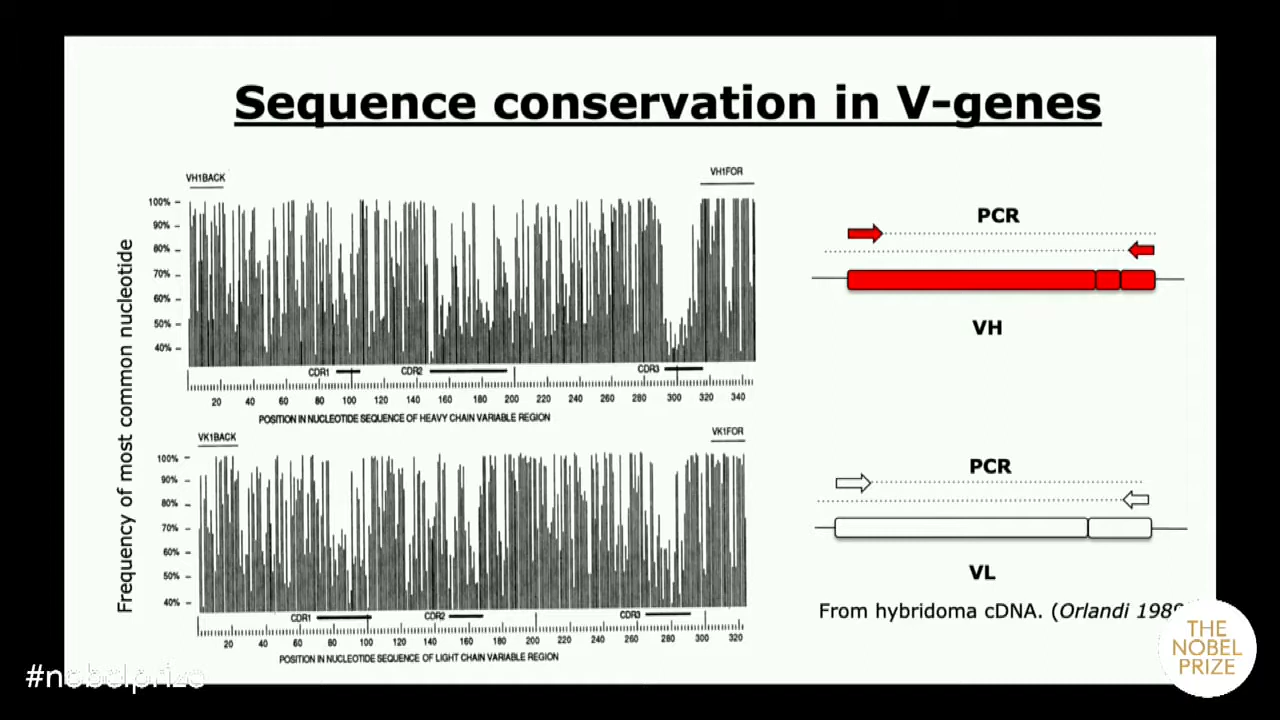 Sequence conservation in V-genes
Frequency of most common nucleotide
VH1BACK
VH1FOR
100%
90%
80%
70%
60%
50%
40%
CDR1
CDR2
CDR3
20 40 60 80 100 120 140 160 180 200 220 240 260 280 300 320 340
POSITION IN NUCLEOTIDE SEQUENCE OF HEAVY CHAIN VARIABLE REGION
VK1BACK
VK1FOR
100%
90%
80%
70%
60%
50%
40%
CDR1
CDR2
CDR3
20 40 60 80 100 120 140 160 180 200 220 240 260 280 300 320
POSITION IN NUCLEOTIDE SEQUENCE OF LIGHT CHAIN VARIABLE REGION
PCR
VH
PCR
VL
From hybridoma cDNA. (Orlandi 1989
THE
NOBEL
PRIZE
#nobelprize